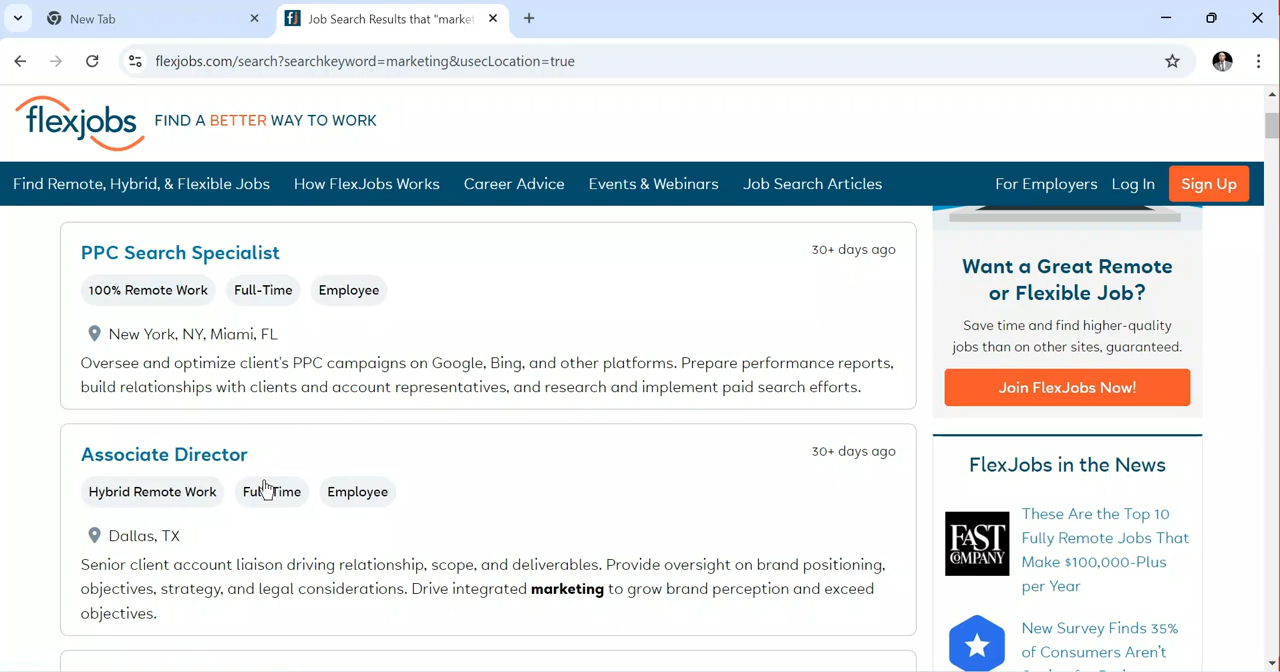 New Tab
Job Search Results that "market
flexjobs.com/search?searchkeyword=marketing&usecLocation=true
flexjobs FIND A BETTER WAY TO WORK
Find Remote, Hybrid, & Flexible Jobs How FlexJobs Works Career Advice Events & Webinars Job Search Articles For Employers Log In Sign Up
PPC Search Specialist
30+ days ago
100% Remote Work Full-Time Employee
New York, NY, Miami, FL
Oversee and optimize client's PPC campaigns on Google, Bing, and other platforms. Prepare performance reports,
build relationships with clients and account representatives, and research and implement paid search efforts.
Associate Director
30+ days ago
Hybrid Remote Work Full-Time Employee
Dallas, TX
Senior client account liaison driving relationship, scope, and deliverables. Provide oversight on brand positioning,
objectives, strategy, and legal considerations. Drive integrated marketing to grow brand perception and exceed
objectives.
Want a Great Remote
or Flexible Job?
Save time and find higher-quality
jobs than on other sites, guaranteed.
Join FlexJobs Now!
FlexJobs in the News
FAST
COMPANY
These Are the Top 10
Fully Remote Jobs That
Make $100,000-Plus
per Year
New Survey Finds 35%
of Consumers Aren't